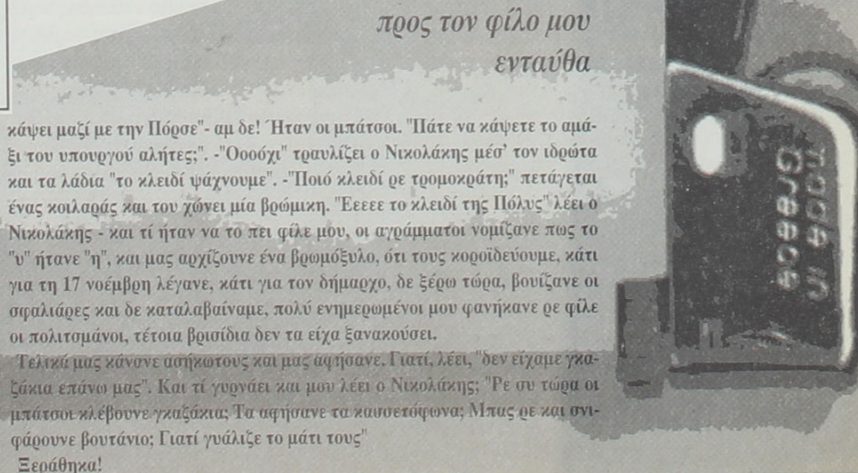 προς τον φίλο μου
ενταύθα
κάψει μαζί με την Πόρσε"- αμ δε! Ήταν οι μπάτσοι. "Πάτε να κάψετε το αμά-
ξι του υπουργού αλήτες;". -"Οοοόχι" τραυλίζει ο Νικολάκης μέσ' τον ιδρώτα
και τα λάδια "το κλειδί ψάχνουμε". -"Ποιό κλειδί ρε τρομοκράτη;" πετάγεται
ένας κοιλαράς και του χώνει μία βρώμικη. "Εεεεε το κλειδί της Πόλυς" λέει ο
Νικολάκης - και τί ήταν να το πει φίλε μου, οι αγράμματοι νομίζανε πως το
"υ" ήτανε "η", και μας αρχίζουνε ένα βρωμόξυλο, ότι τους κοροϊδεύουμε, κάτι
για τη 17 νοέμβρη λέγανε, κάτι για τον δήμαρχο, δε ξέρω τώρα, βουίζανε οι
σφαλιάρες και δε καταλαβαίναμε, πολύ ενημερωμένοι μου φανήκανε ρε φίλε
οι πολιτσμάνοι, τέτοια βρισίδια δεν τα είχα ξανακούσει.
Τελικά μας κάνανε ασήκωτους και μας αφήσανε. Γιατί, λέει, "δεν είχαμε γκα-
ζάκια επάνω μας". Και τί γυρνάει και μου λέει ο Νικολάκης; "Ρε συ τώρα οι
μπάτσοι κλέβουνε γκαζάκια; Τα αφήσανε τα κασσετόφωνα; Μπας ρε και σνι-
φάρουνε βουτάνιο; Γιατί γυάλιζε το μάτι τους"
Ξεράθηκα!
made in
Greece